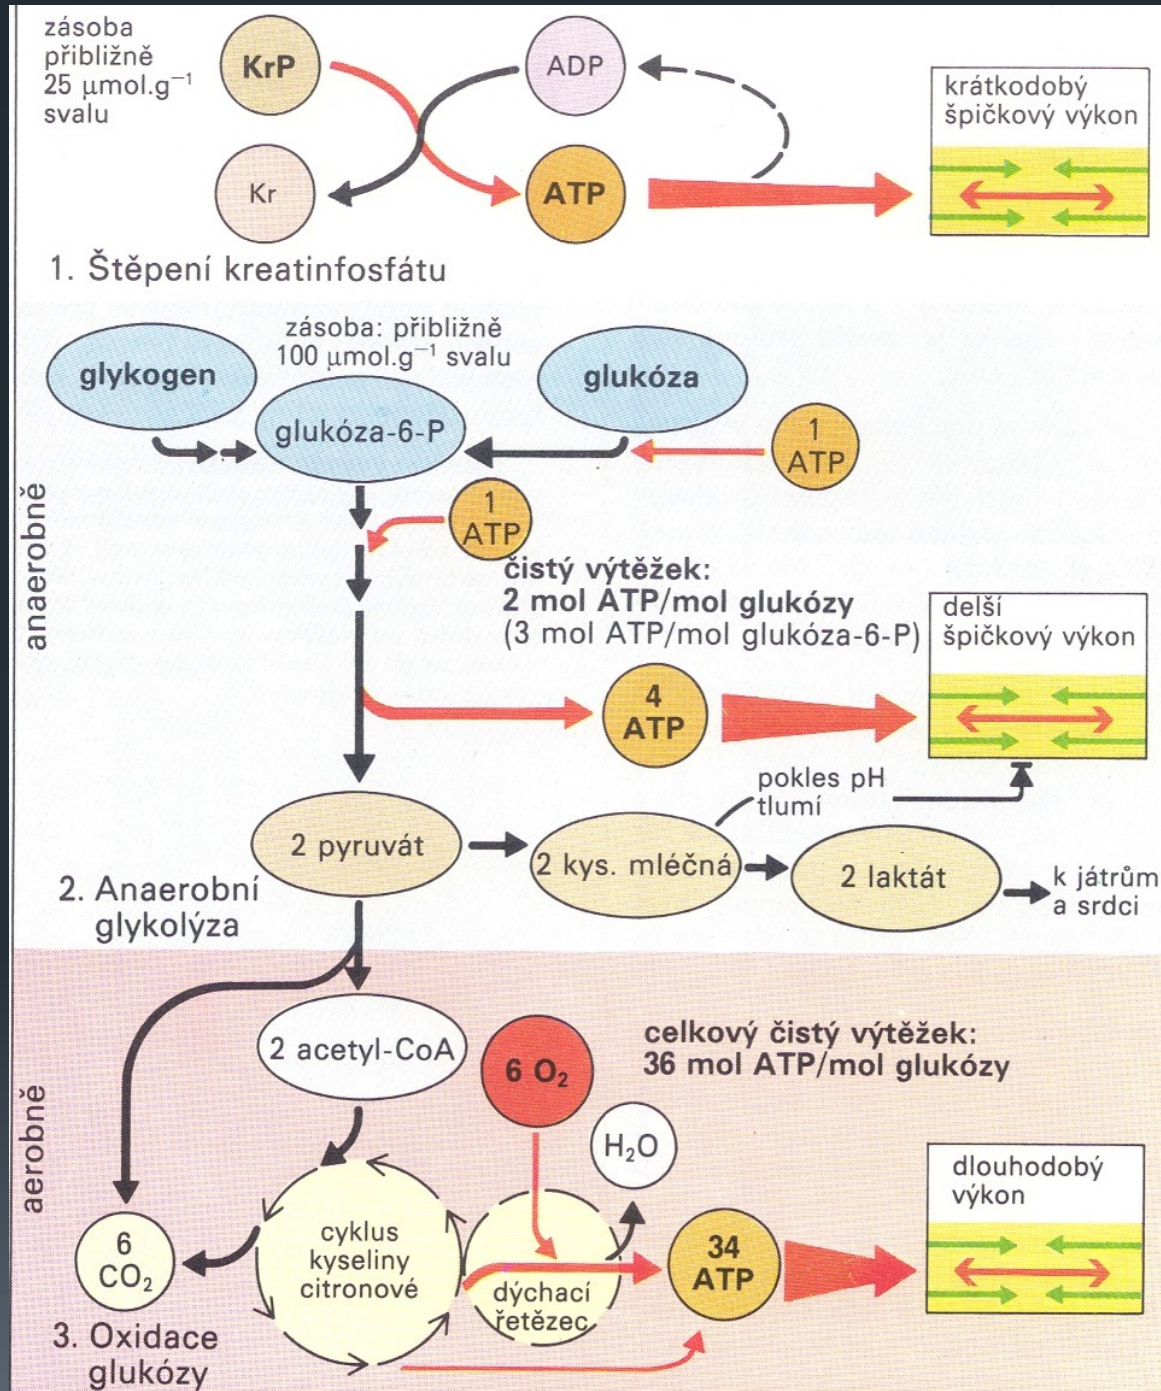 zásoba
přibližně
25 μmol.g⁻¹
svalu
KrP
ADP
Kr
ATP
krátkodobý
špičkový výkon
1. Štěpení kreatinfosfátu
zásoba: přibližně
100 μmol.g⁻¹ svalu
glykogen
glukóza
glukóza-6-P
1
ATP
1
ATP
anaerobně
čistý výtěžek:
2 mol ATP/mol glukózy
(3 mol ATP/mol glukóza-6-P)
4
ATP
delší
špičkový výkon
pokles pH
tlumí
2 pyruvát
2 kys. mléčná
2 laktát
k játrům
a srdci
2. Anaerobní
glykolýza
2 acetyl-CoA
6 O₂
celkový čistý výtěžek:
36 mol ATP/mol glukózy
H₂O
aerobně
6
CO₂
cyklus
kyseliny
citronové
dýchací
řetězec
34
ATP
dlouhodobý
výkon
3. Oxidace
glukózy